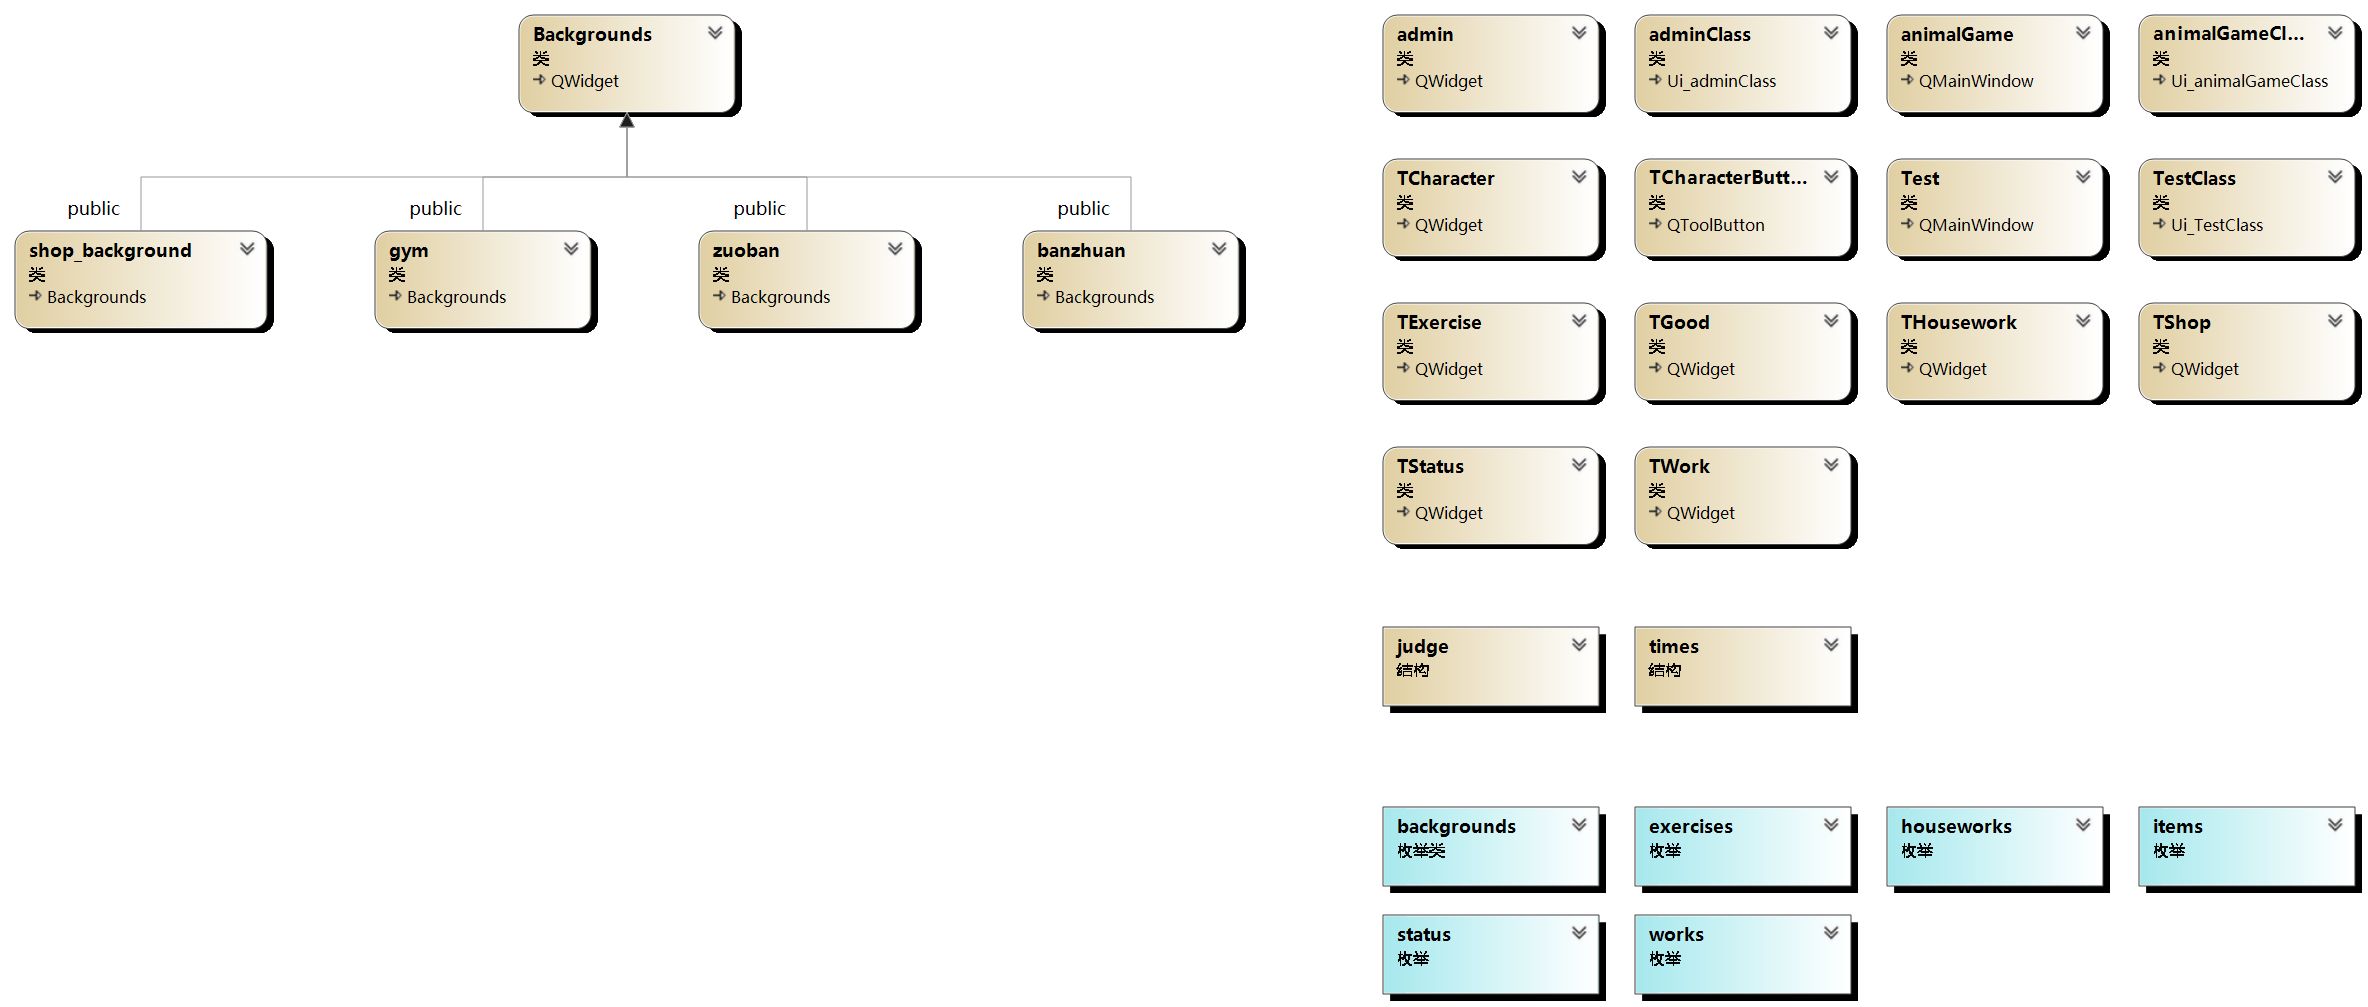 Backgrounds
类
QWidget
public
public
public
public
shop_background
类
Backgrounds
gym
类
Backgrounds
zuoban
类
Backgrounds
banzhuan
类
Backgrounds
admin
类
QWidget
adminClass
类
Ui_adminClass
animalGame
类
QMainWindow
animalGameCl...
类
Ui_animalGameClass
TCharacter
类
QWidget
TCharacterButt...
类
QToolButton
Test
类
QMainWindow
TestClass
类
Ui_TestClass
TExercise
类
QWidget
TGood
类
QWidget
THousework
类
QWidget
TShop
类
QWidget
TStatus
类
QWidget
TWork
类
QWidget
judge
结构
times
结构
backgrounds
枚举类
exercises
枚举
houseworks
枚举
items
枚举
status
枚举
works
枚举